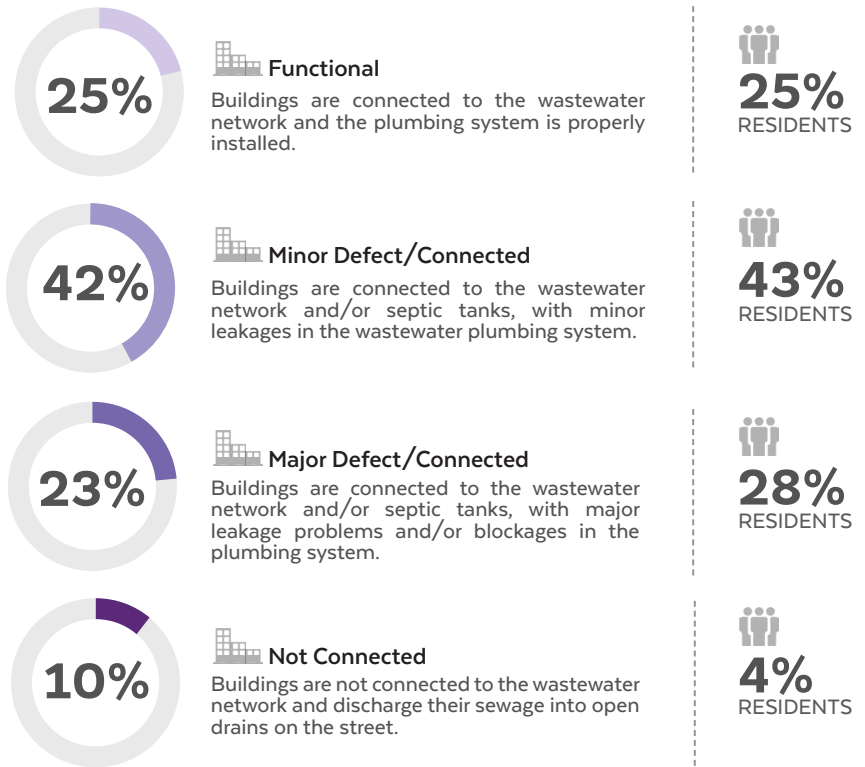 25%
Functional
Buildings are connected to the wastewater
network and the plumbing system is properly
installed.
25%
RESIDENTS
42%
Minor Defect/Connected
Buildings are connected to the wastewater
network and/or septic tanks, with minor
leakages in the wastewater plumbing system.
43%
RESIDENTS
23%
Major Defect/Connected
Buildings are connected to the wastewater
network and/or septic tanks, with major
leakage problems and/or blockages in the
plumbing system.
28%
RESIDENTS
10%
Not Connected
Buildings are not connected to the wastewater
network and discharge their sewage into open
drains on the street.
4%
RESIDENTS